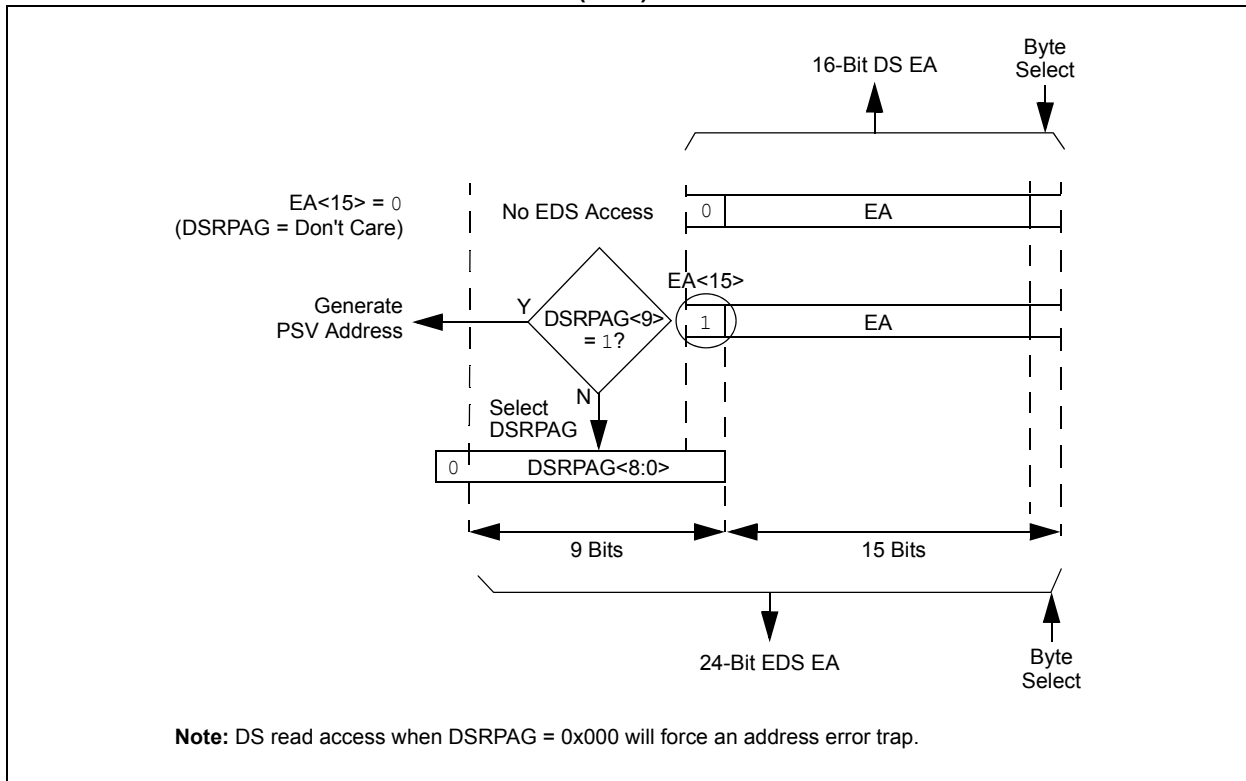 16-Bit DS EA
Byte
Select
EA<15> = 0
(DSRPAG = Don't Care)
No EDS Access
0
EA
EA<15>
Generate
PSV Address
Y
DSRPAG<9>
= 1?
1
EA
N
Select
DSRPAG
0
DSRPAG<8:0>
9 Bits
15 Bits
24-Bit EDS EA
Byte
Select
Note: DS read access when DSRPAG = 0x000 will force an address error trap.